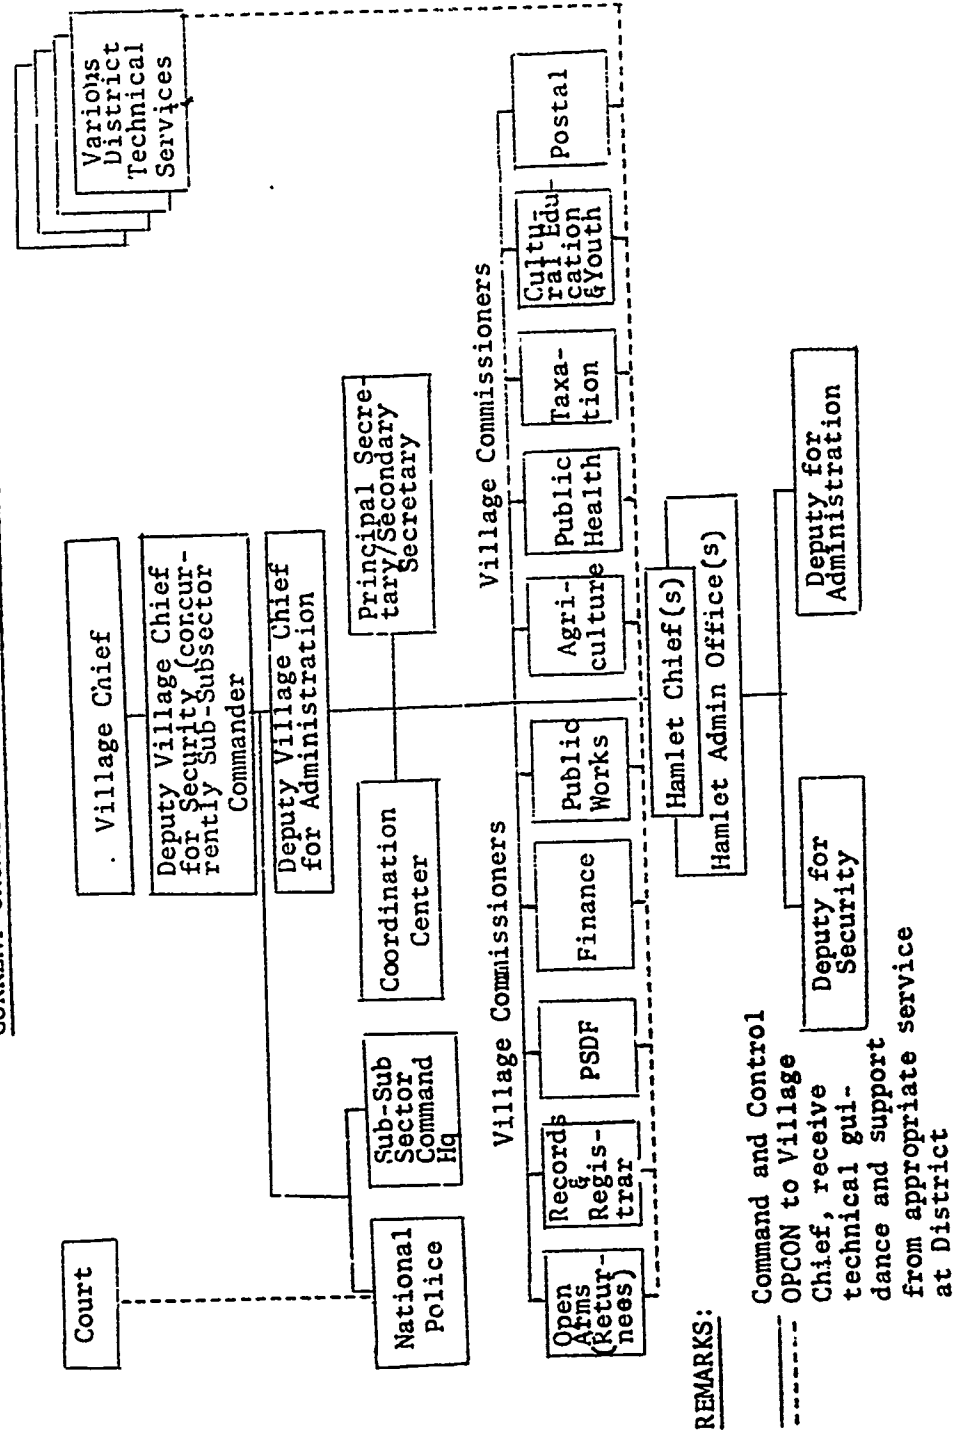 Various
District
Technical
Services
Court
. Village Chief
Deputy Village Chief
for Security (concur-
rently Sub-Subsector
Commander
Deputy Village Chief
for Administration
National
Police
Sub-Sub
Sector
Command
Hq
Coordination
Center
Principal Secre-
tary/Secondary
Secretary
Village Commissioners
Village Commissioners
Open
Arms
(Retur-
nees)
Records
&
Regis-
trar
PSDF
Finance
Public
Works
Agri-
culture
Public
Health
Taxa-
tion
Cultu-
ral Edu-
cation
&Youth
Postal
Hamlet Chief(s)
Hamlet Admin Office(s)
Deputy for
Security
Deputy for
Administration
REMARKS:
Command and Control
OPCON to Village
Chief, receive
technical gui-
dance and support
from appropriate service
at District